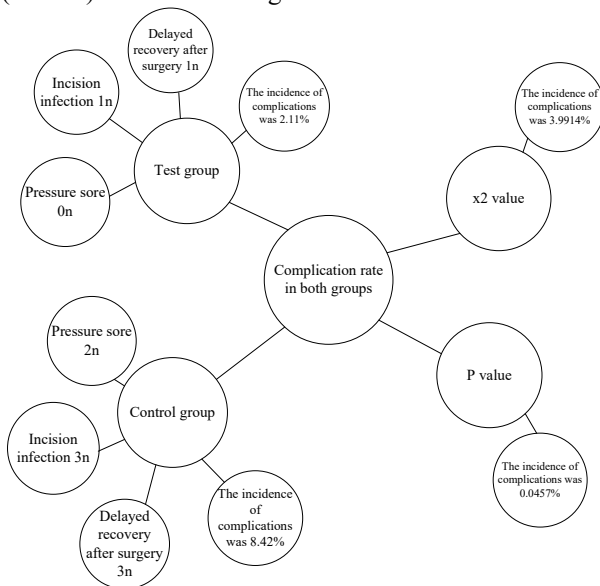 Delayed
recovery after
surgery 1n
Incision
infection 1n
The incidence of
complications
was 2.11%
Test group
Pressure sore
0n
The incidence of
complications
was 3.9914%
x2 value
Complication rate
in both groups
Pressure sore
2n
Control group
Incision
infection 3n
Delayed
recovery
after surgery
3n
The incidence
of
complications
was 8.42%
P value
The incidence of
complications was
0.0457%